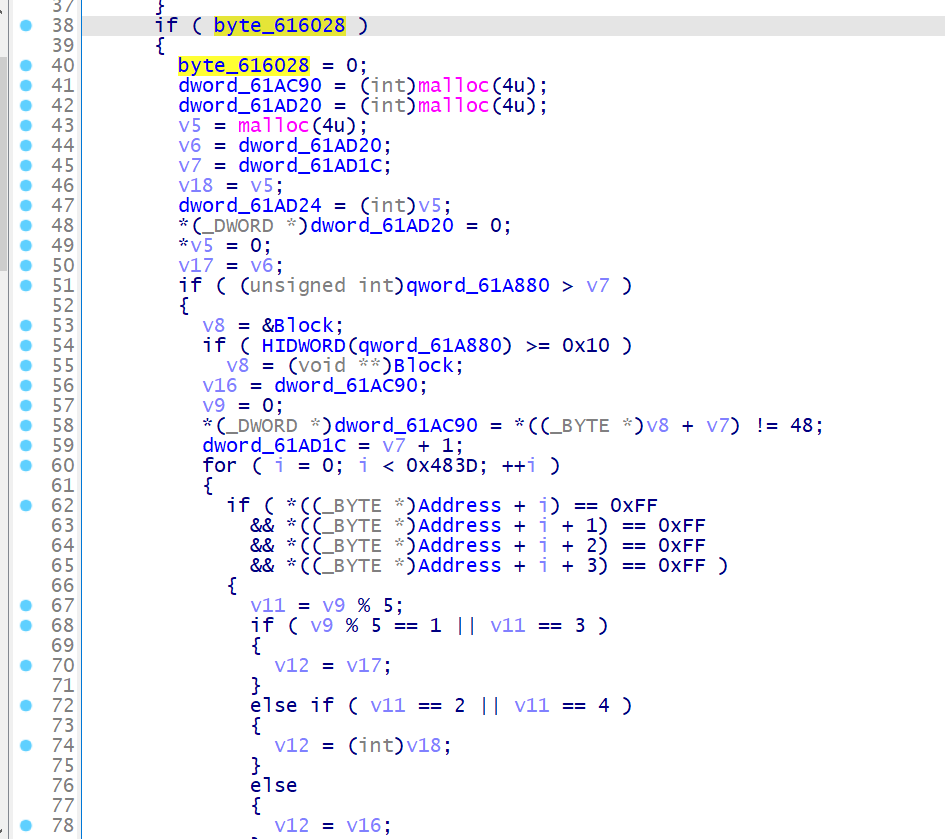 37 }
38 if ( byte_616028 )
39 {
40 byte_616028 = 0;
41 dword_61AC90 = (int)malloc(4u);
42 dword_61AD20 = (int)malloc(4u);
43 v5 = malloc(4u);
44 v6 = dword_61AD20;
45 v7 = dword_61AD1C;
46 v18 = v5;
47 dword_61AD24 = (int)v5;
48 *(_DWORD *)dword_61AD20 = 0;
49 *v5 = 0;
50 v17 = v6;
51 if ( (unsigned int)qword_61A880 > v7 )
52 {
53 v8 = &Block;
54 if ( HIDWORD(qword_61A880) >= 0x10 )
55 v8 = (void **)Block;
56 v16 = dword_61AC90;
57 v9 = 0;
58 *(_DWORD *)dword_61AC90 = *((_BYTE *)v8 + v7) != 48;
59 dword_61AD1C = v7 + 1;
60 for ( i = 0; i < 0x483D; ++i )
61 {
62 if ( *((_BYTE *)Address + i) == 0xFF
63 && *((_BYTE *)Address + i + 1) == 0xFF
64 && *((_BYTE *)Address + i + 2) == 0xFF
65 && *((_BYTE *)Address + i + 3) == 0xFF )
66 {
67 v11 = v9 % 5;
68 if ( v9 % 5 == 1 || v11 == 3 )
69 {
70 v12 = v17;
71 }
72 else if ( v11 == 2 || v11 == 4 )
73 {
74 v12 = (int)v18;
75 }
76 else
77 {
78 v12 = v16;